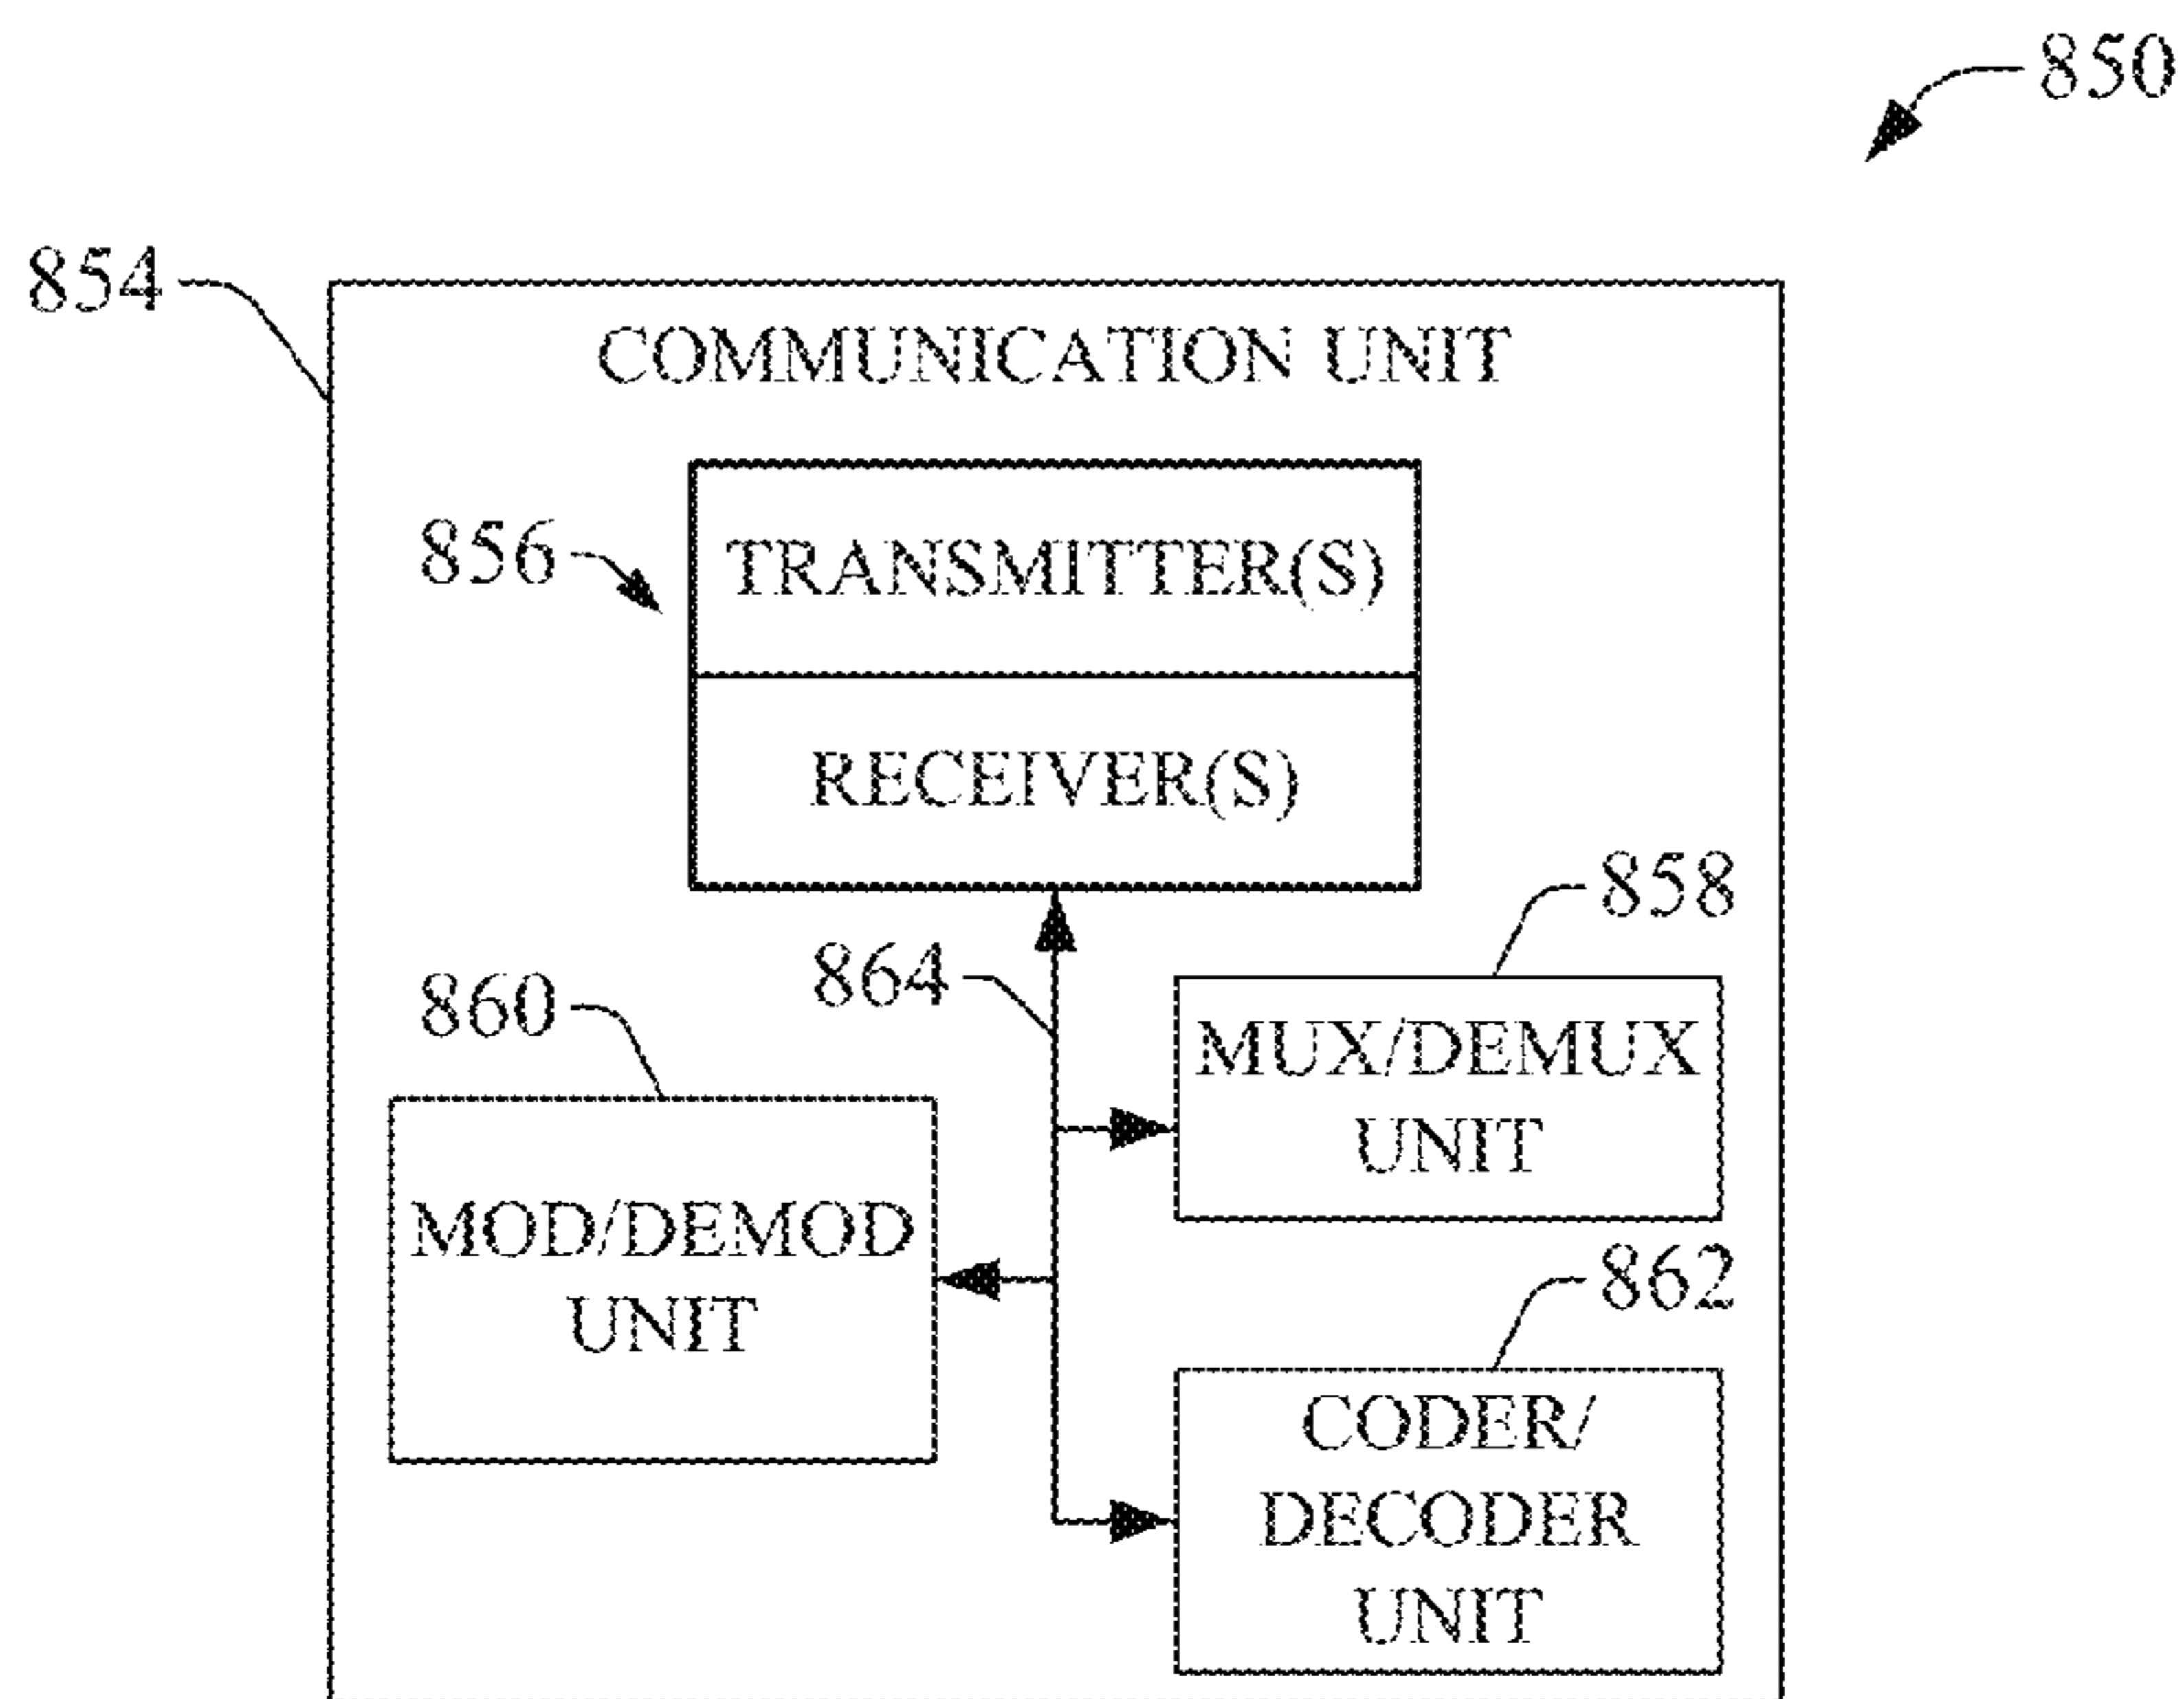 850
854
COMMUNICATION UNIT
856
TRANSMITTER(S)
RECEIVER(S)
858
864
860
MUX/DEMUX
UNIT
MOD/DEMOD
UNIT
862
CODER/
DECODER
UNIT